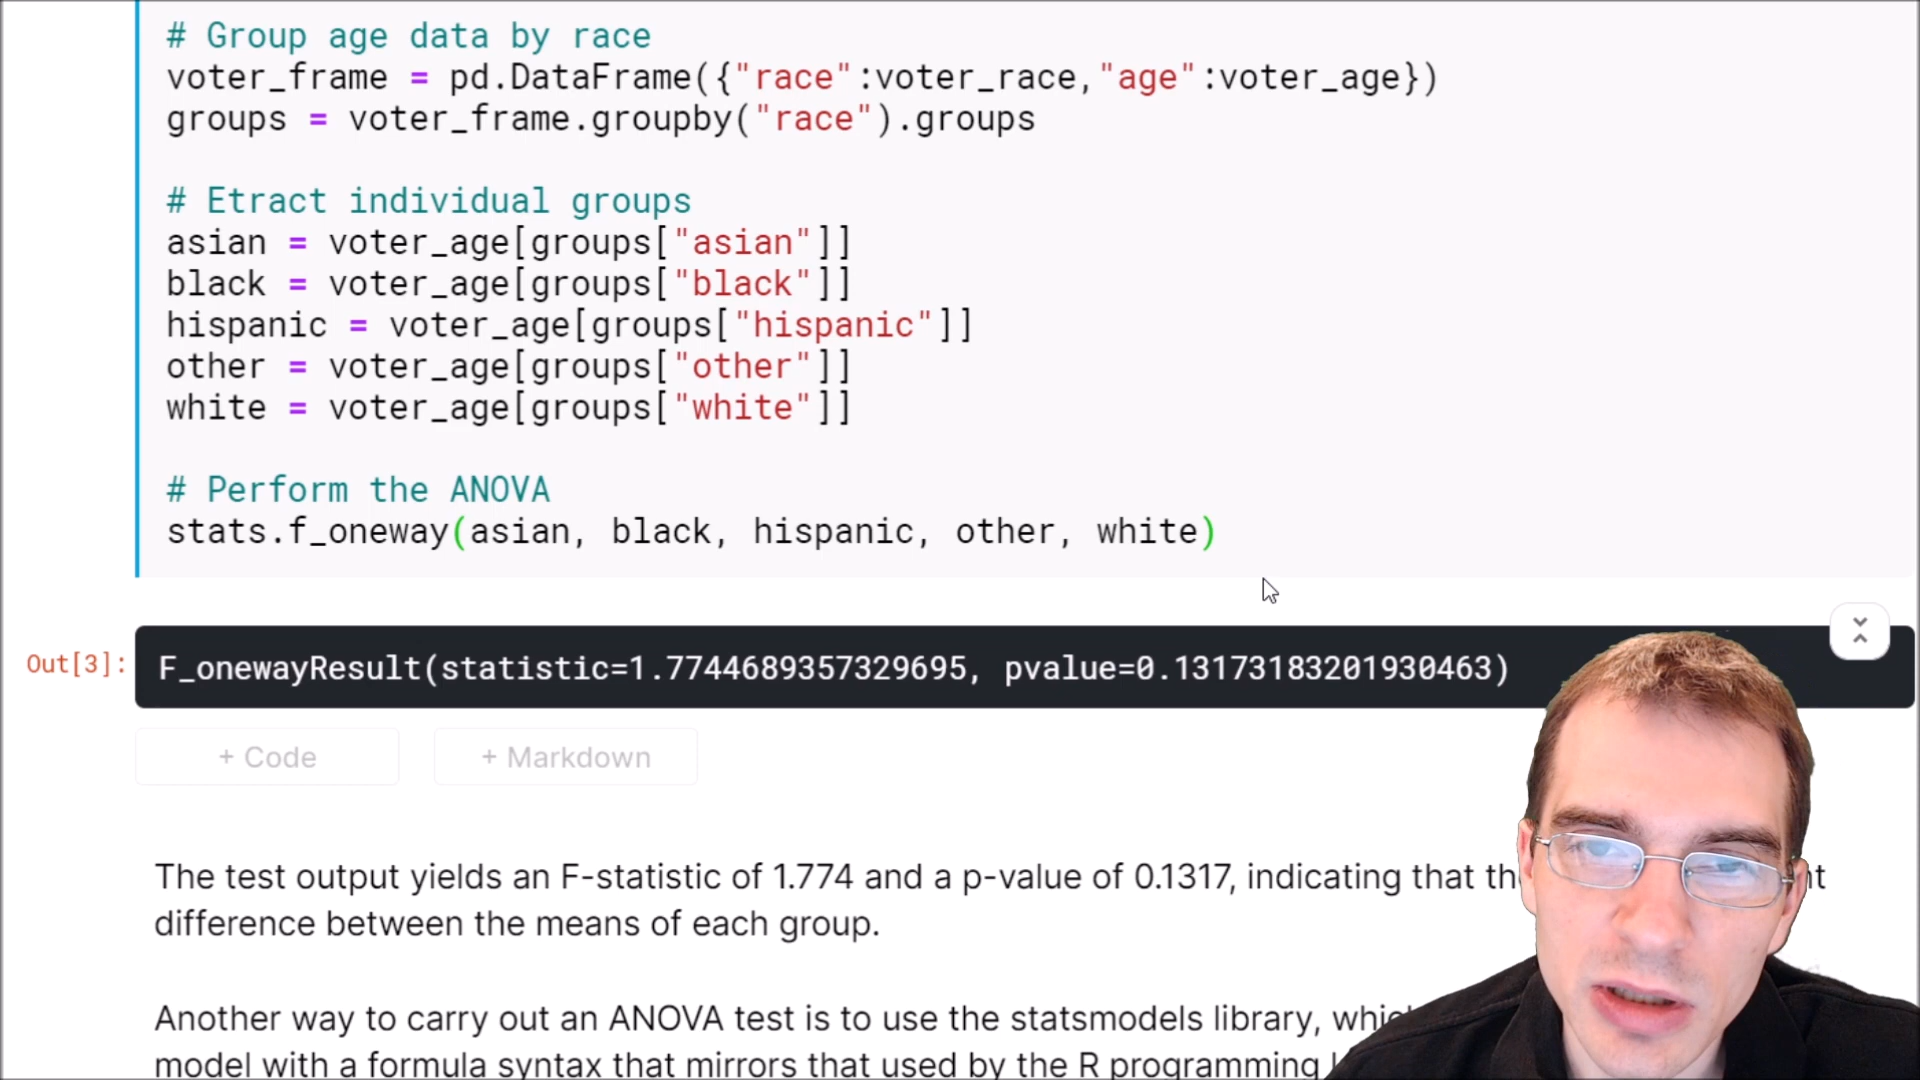 # Group age data by race
voter_frame = pd.DataFrame({"race":voter_race,"age":voter_age})
groups = voter_frame.groupby("race").groups
# Etract individual groups
asian = voter_age[groups["asian"]]
black = voter_age[groups["black"]]
hispanic = voter_age[groups["hispanic"]]
other = voter_age[groups["other"]]
white = voter_age[groups["white"]]
# Perform the ANOVA
stats.f_oneway(asian, black, hispanic, other, white)
Out[3]: F_onewayResult(statistic=1.7744689357329695, pvalue=0.13173183201930463)
+ Code + Markdown
The test output yields an F-statistic of 1.774 and a p-value of 0.1317, indicating that
difference between the means of each group.
Another way to carry out an ANOVA test is to use the statsmodels library,
model with a formula syntax that mirrors that used by the R programming